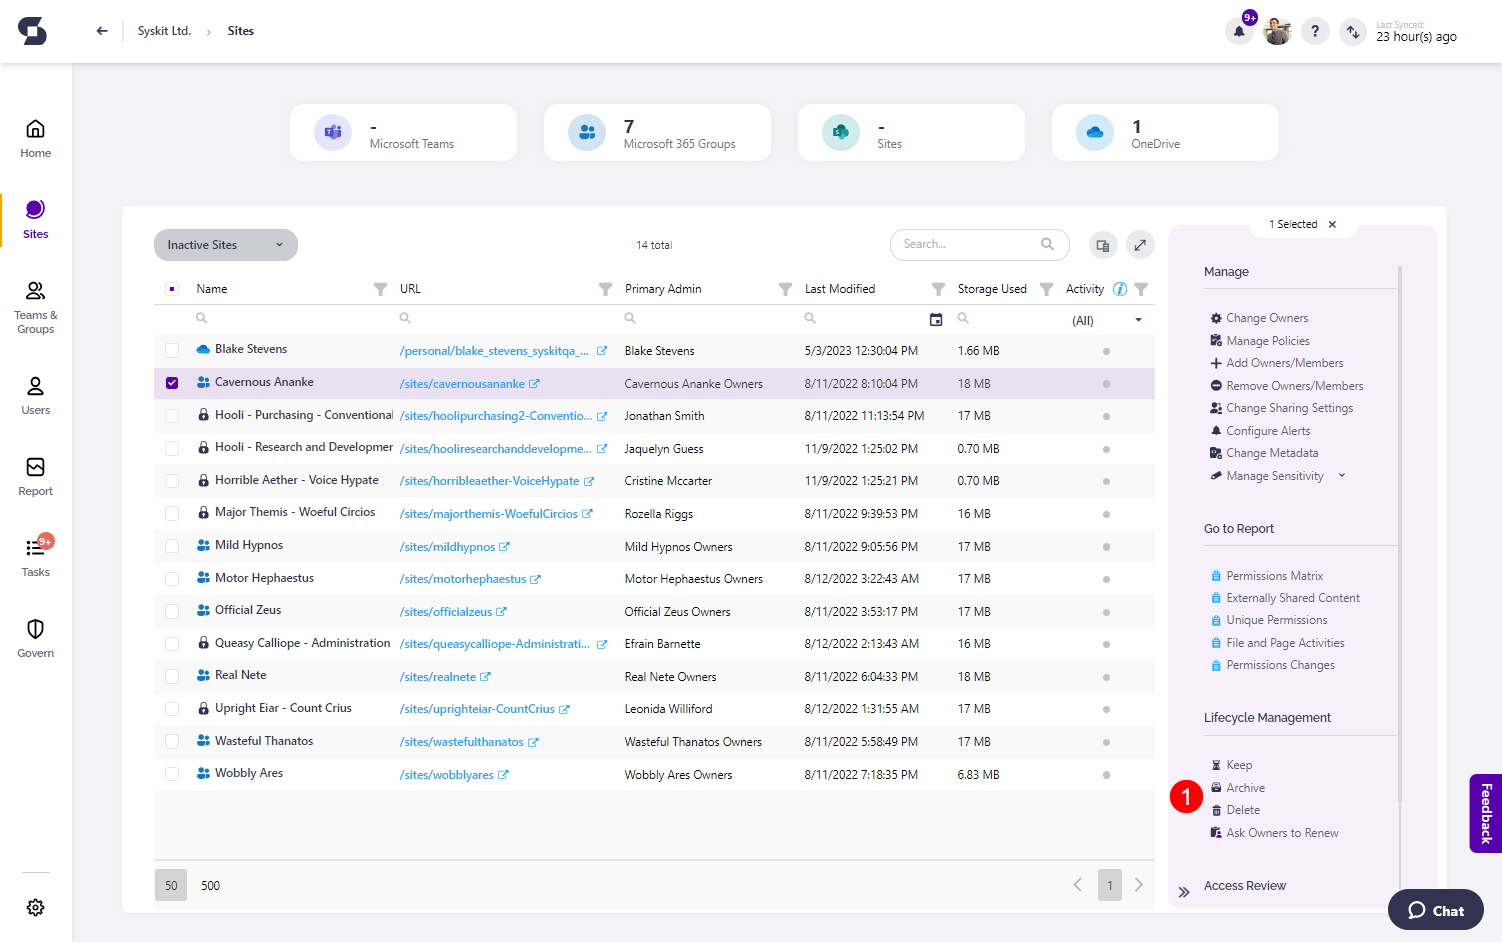 Syskit Ltd. › Sites
9+
?
Last Synced:
23 hour(s) ago
Home
Sites
Teams &
Groups
Users
Report
9+
Tasks
Govern
-
Microsoft Teams
7
Microsoft 365 Groups
-
Sites
1
OneDrive
Inactive Sites
14 total
Search...
Name URL Primary Admin Last Modified Storage Used Activity
(All)
Blake Stevens /personal/blake_stevens_syskitqa_... Blake Stevens 5/3/2023 12:30:04 PM 1.66 MB
Cavernous Ananke /sites/cavernousananke Cavernous Ananke Owners 8/11/2022 8:10:04 PM 18 MB
Hooli - Purchasing - Conventional /sites/hoolipurchasing2-Conventio... Jonathan Smith 8/11/2022 11:13:54 PM 17 MB
Hooli - Research and Developmer /sites/hooliresearchanddevelopme... Jaquelyn Guess 11/9/2022 1:25:02 PM 0.70 MB
Horrible Aether - Voice Hypate /sites/horribleaether-VoiceHypate Cristine Mccarter 11/9/2022 1:25:21 PM 0.70 MB
Major Themis - Woeful Circios /sites/majorthemis-WoefulCircios Rozella Riggs 8/11/2022 9:39:53 PM 16 MB
Mild Hypnos /sites/mildhypnos Mild Hypnos Owners 8/11/2022 9:05:56 PM 17 MB
Motor Hephaestus /sites/motorhephaestus Motor Hephaestus Owners 8/12/2022 3:22:43 AM 17 MB
Official Zeus /sites/officialzeus Official Zeus Owners 8/11/2022 3:53:17 PM 17 MB
Queasy Calliope - Administration /sites/queasycalliope-Administrati... Efrain Barnette 8/12/2022 2:13:43 AM 16 MB
Real Nete /sites/realnete Real Nete Owners 8/11/2022 6:04:33 PM 18 MB
Upright Eiar - Count Crius /sites/uprighteiar-CountCrius Leonida Williford 8/12/2022 1:31:55 AM 17 MB
Wasteful Thanatos /sites/wastefulthanatos Wasteful Thanatos Owners 8/11/2022 5:58:49 PM 17 MB
Wobbly Ares /sites/wobblyares Wobbly Ares Owners 8/11/2022 7:18:35 PM 6.83 MB
50 500
1
1 Selected
Manage
Change Owners
Manage Policies
Add Owners/Members
Remove Owners/Members
Change Sharing Settings
Configure Alerts
Change Metadata
Manage Sensitivity
Go to Report
Permissions Matrix
Externally Shared Content
Unique Permissions
File and Page Activities
Permissions Changes
Lifecycle Management
Keep
Archive
1
Delete
Ask Owners to Renew
Access Review
Feedback
Chat